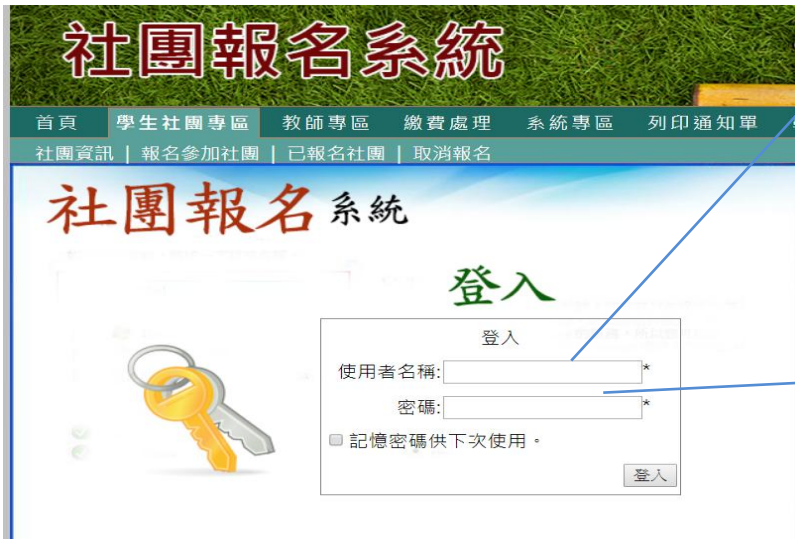 社團報名系統
首頁 學生社團專區 教師專區 繳費處理 系統專區 列印通知單
社團資訊 | 報名參加社團 | 已報名社團 | 取消報名
社團報名系統
登入
登入
使用者名稱: *
密碼: *
記憶密碼供下次使用。
登入